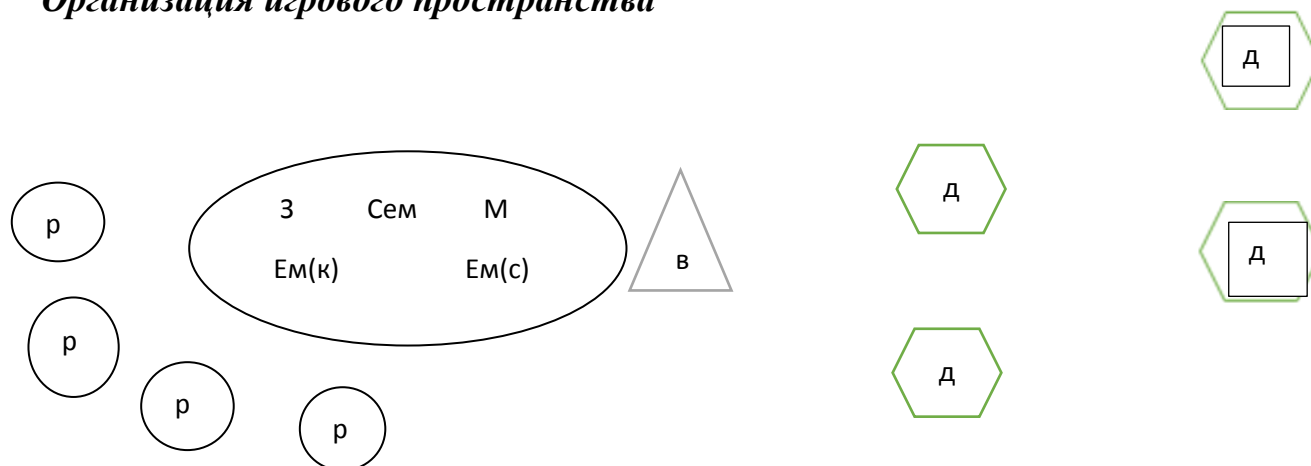 Организация игрового пространства
д
З Сем М
д
р
Ем(к) Ем(с)
в
д
р
д
р
р